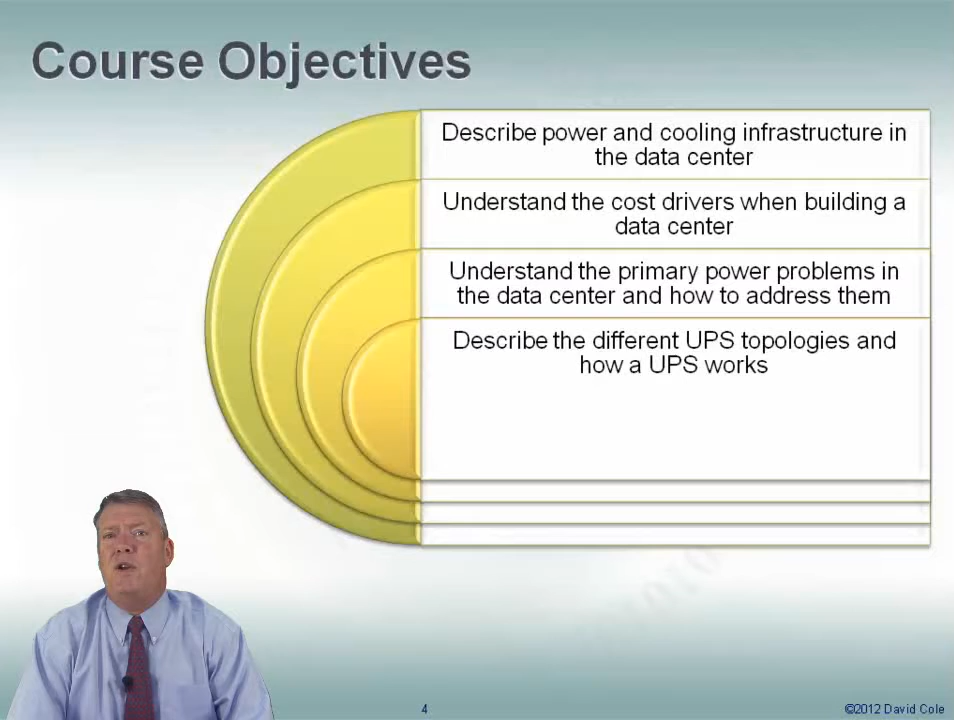 Course Objectives
Describe power and cooling infrastructure in
the data center
Understand the cost drivers when building a
data center
Understand the primary power problems in
the data center and how to address them
Describe the different UPS topologies and
how a UPS works
4
©2012 David Cole